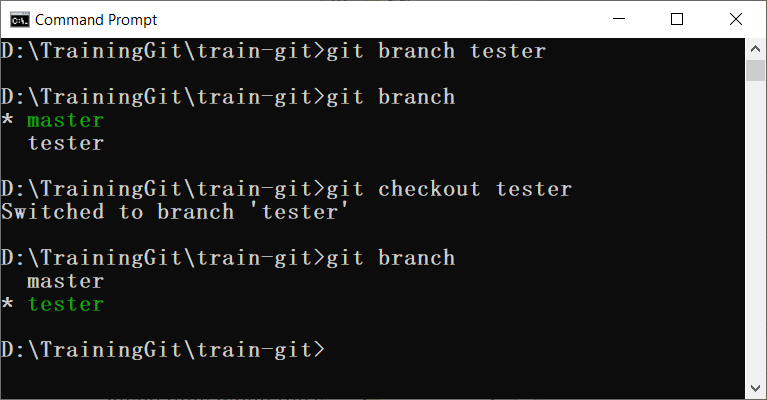 Command Prompt
D:\TrainingGit\train-git>git branch tester
D:\TrainingGit\train-git>git branch
* master
  tester
D:\TrainingGit\train-git>git checkout tester
Switched to branch 'tester'
D:\TrainingGit\train-git>git branch
  master
* tester
D:\TrainingGit\train-git>